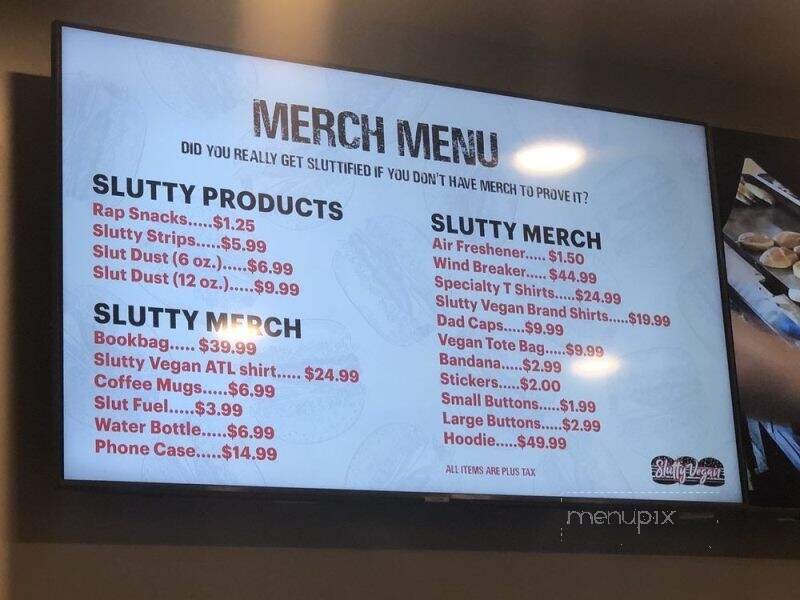 MERCH MENU
DID YOU REALLY GET SLUTTIFIED IF YOU DON'T HAVE MERCH TO PROVE IT?
SLUTTY PRODUCTS
Rap Snacks.....$1.25
Slutty Strips.....$5.99
Slut Dust (6 oz.).....$6.99
Slut Dust (12 oz.).....$9.99
SLUTTY MERCH
Bookbag..... $39.99
Slutty Vegan ATL shirt..... $24.99
Coffee Mugs.....$6.99
Slut Fuel.....$3.99
Water Bottle.....$6.99
Phone Case.....$14.99
SLUTTY MERCH
Air Freshener..... $1.50
Wind Breaker..... $44.99
Specialty T Shirts.....$24.99
Slutty Vegan Brand Shirts.....$19.99
Dad Caps.....$9.99
Vegan Tote Bag.....$9.99
Bandana.....$2.99
Stickers.....$2.00
Small Buttons.....$1.99
Large Buttons.....$2.99
Hoodie.....$49.99
ALL ITEMS ARE PLUS TAX
Slutty Vegan
menupix